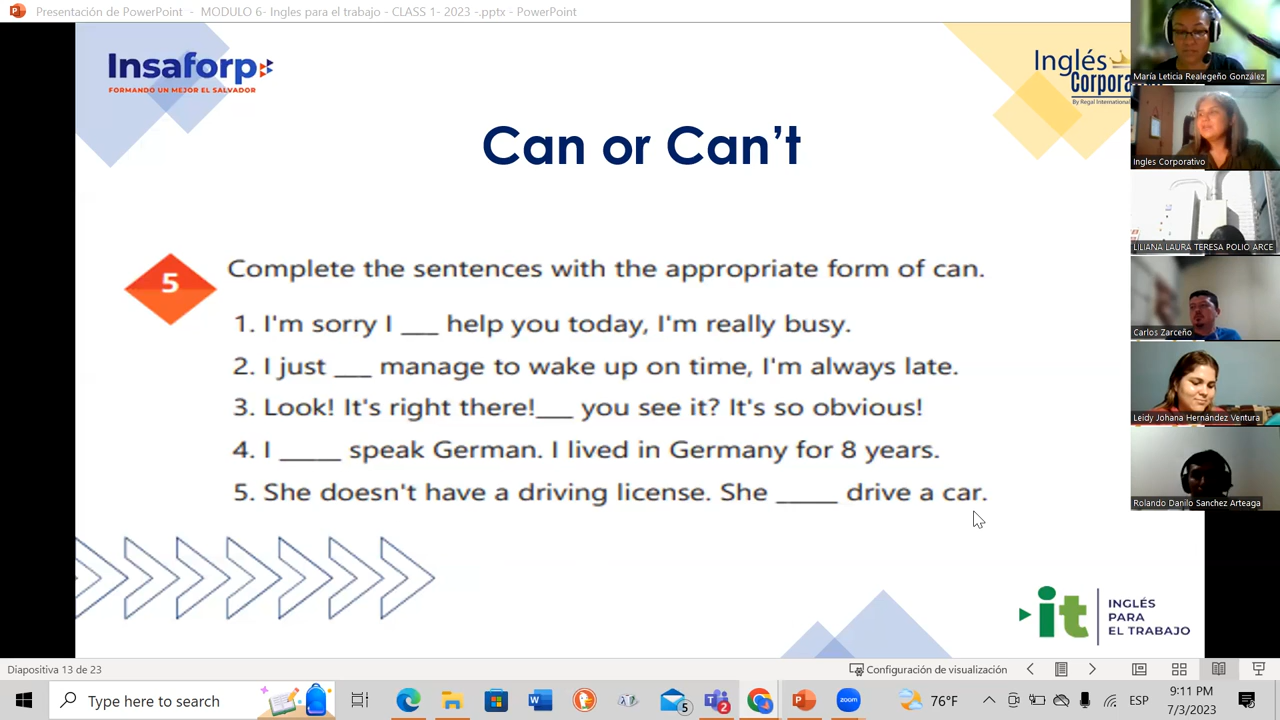 Presentación de PowerPoint - MODULO 6- Ingles para el trabajo - CLASS 1- 2023 -.pptx - PowerPoint
Insaforp
FORMANDO UN MEJOR EL SALVADOR
Inglés
By Regal International
Can or Can't
5
Complete the sentences with the appropriate form of can.
1. I'm sorry I ___ help you today, I'm really busy.
2. I just ___ manage to wake up on time, I'm always late.
3. Look! It's right there!___ you see it? It's so obvious!
4. I _____ speak German. I lived in Germany for 8 years.
5. She doesn't have a driving license. She _____ drive a car.
it
INGLÉS
PARA
EL TRABAJO
María Leticia Realegeño González
Ingles Corporativo
LILIANA LAURA TERESA POLIO ARCE
Carlos Zarceño
Leidy Johana Hernández Ventura
Rolando Danilo Sanchez Arteaga
Diapositiva 13 de 23
Configuración de visualización
Type here to search
5
2
zoom
76°F
ESP
9:11 PM
7/3/2023